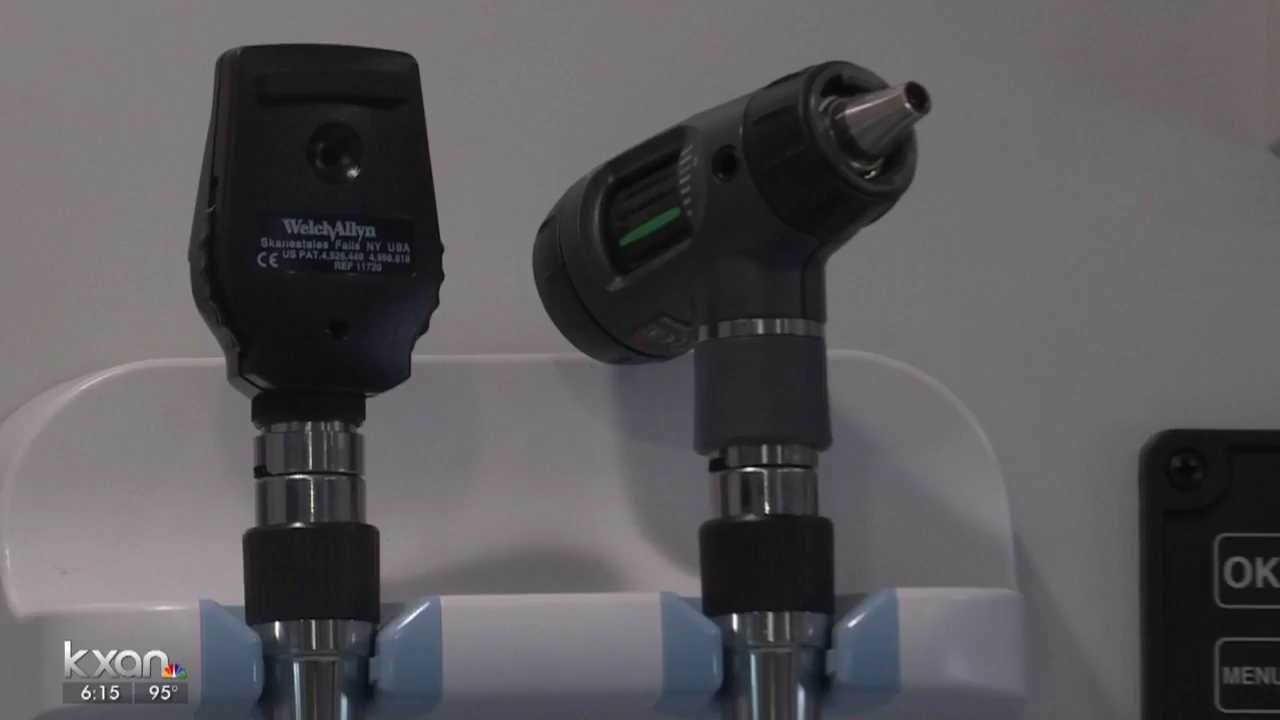 WelchAllyn
Skaneateles Falls NY USA
CE US PAT.4,526,449 4,998,818
REF 11720
OK
MENU
kxan
6:15 95°